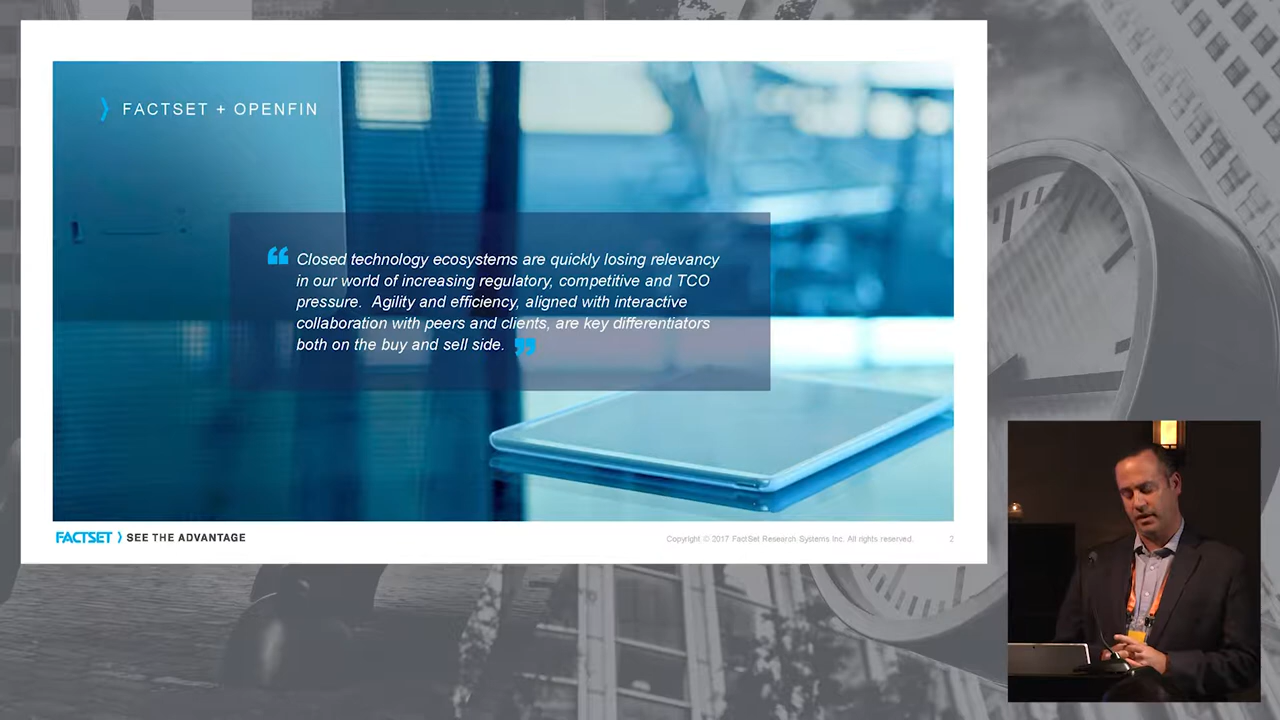 FACTSET + OPENFIN
“ Closed technology ecosystems are quickly losing relevancy
in our world of increasing regulatory, competitive and TCO
pressure. Agility and efficiency, aligned with interactive
collaboration with peers and clients, are key differentiators
both on the buy and sell side. ”
FACTSET ⟩ SEE THE ADVANTAGE
Copyright © 2017 FactSet Research Systems Inc. All rights reserved. 2